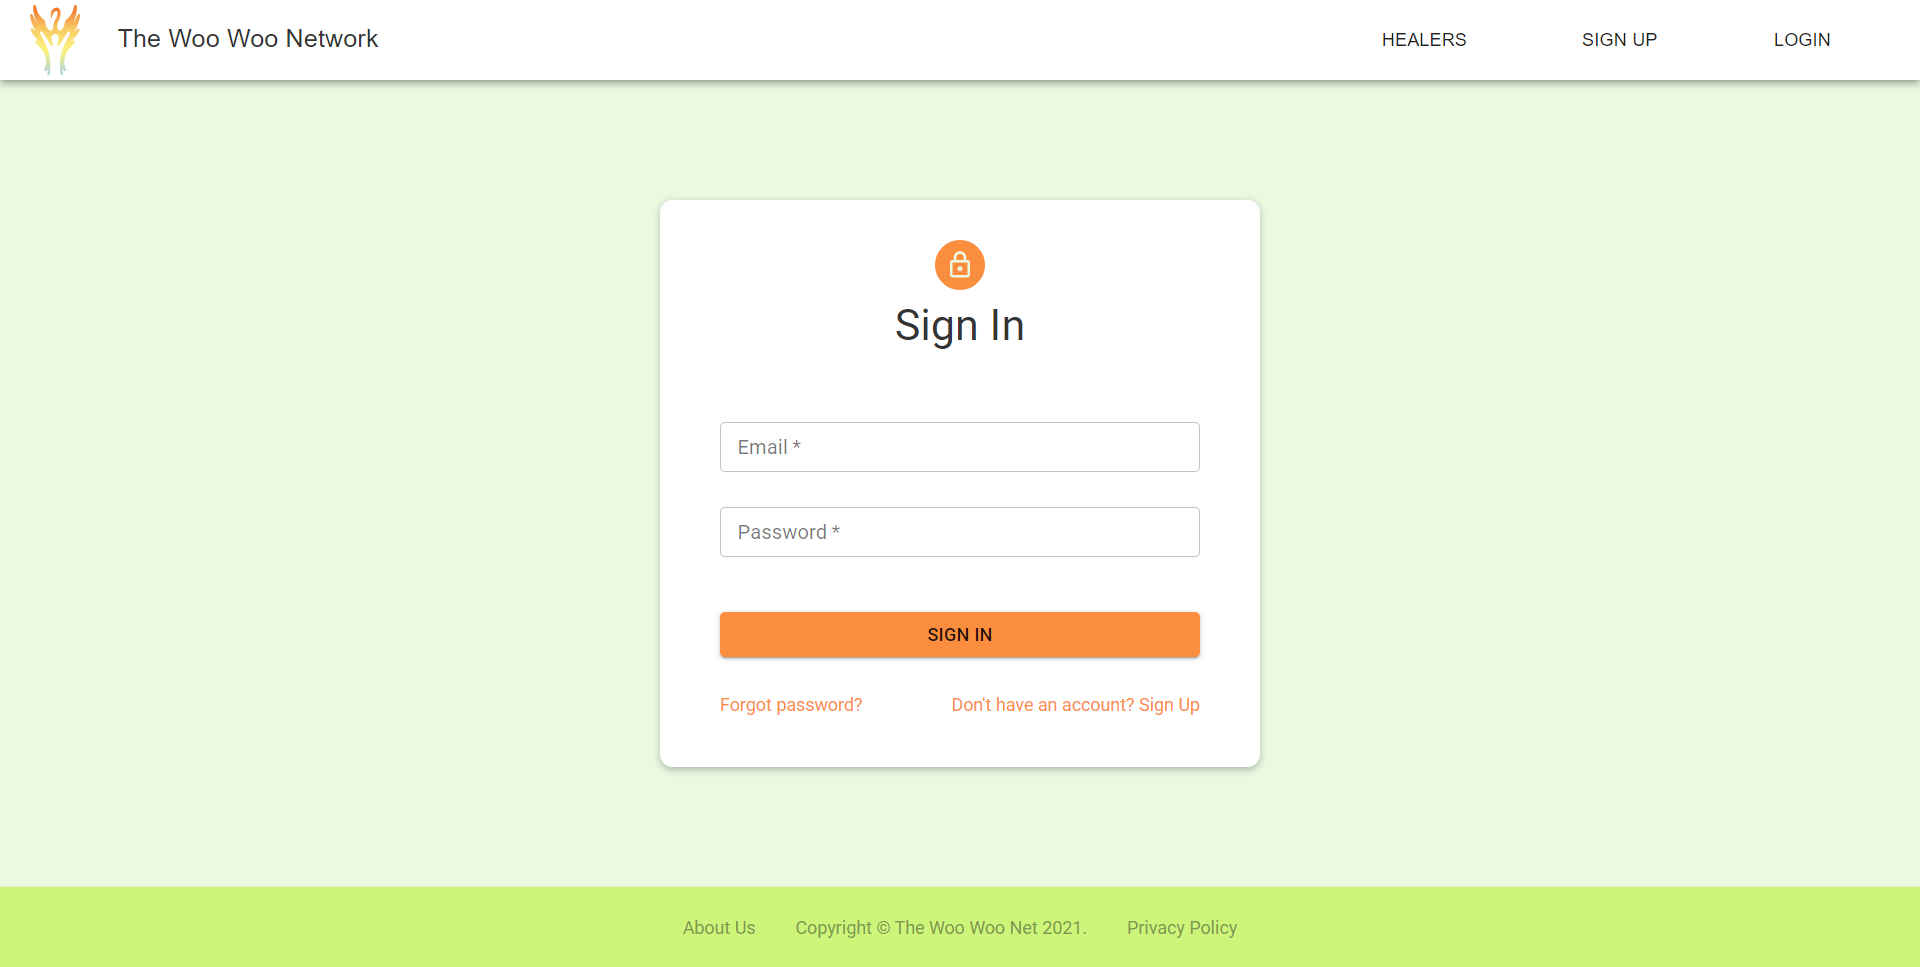 The Woo Woo Network
HEALERS
SIGN UP
LOGIN
Sign In
Email *
Password *
SIGN IN
Forgot password?
Don't have an account? Sign Up
About Us
Copyright © The Woo Woo Net 2021.
Privacy Policy